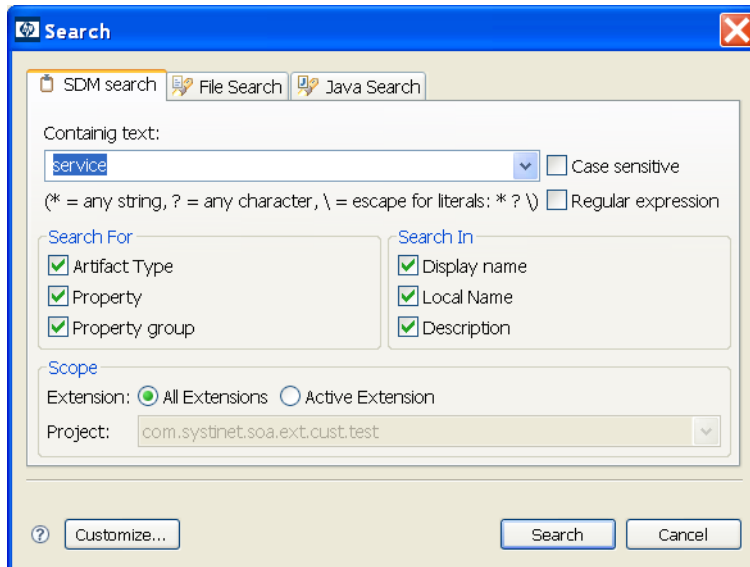 Search
SDM search File Search Java Search
Containig text:
service Case sensitive
(* = any string, ? = any character, \ = escape for literals: * ? \) Regular expression
Search For Search In
Artifact Type Display name
Property Local Name
Property group Description
Scope
Extension: All Extensions Active Extension
Project: com.systinet.soa.ext.cust.test
? Customize... Search Cancel